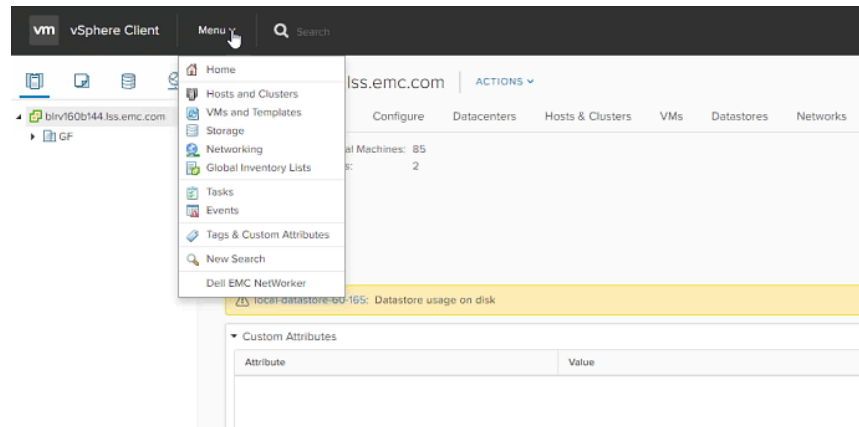 vm vSphere Client Menu Search
lss.emc.com ACTIONS
blrv160b144.lss.emc.com
GF
Home
Hosts and Clusters
VMs and Templates
Storage
Networking
Global Inventory Lists
Tasks
Events
Tags & Custom Attributes
New Search
Dell EMC NetWorker
Configure Datacenters Hosts & Clusters VMs Datastores Networks
al Machines: 85
s: 2
local-datastore-60-165: Datastore usage on disk
Custom Attributes
Attribute Value